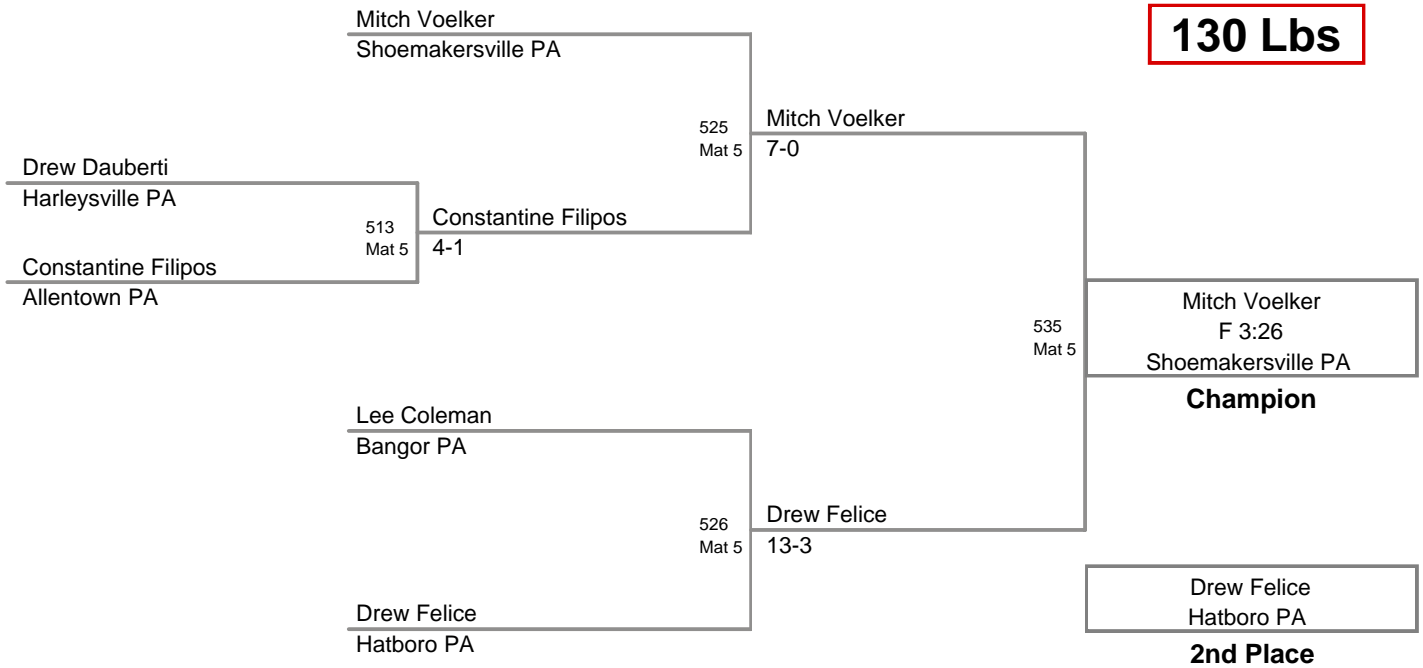 Mitch Voelker
Shoemakersville PA
130 Lbs
525
Mat 5
Mitch Voelker
7-0
Drew Dauberti
Harleysville PA
513
Mat 5
Constantine Filipos
4-1
Constantine Filipos
Allentown PA
535
Mat 5
Mitch Voelker
F 3:26
Shoemakersville PA
Champion
Lee Coleman
Bangor PA
526
Mat 5
Drew Felice
13-3
Drew Felice
Hatboro PA
Drew Felice
Hatboro PA
2nd Place